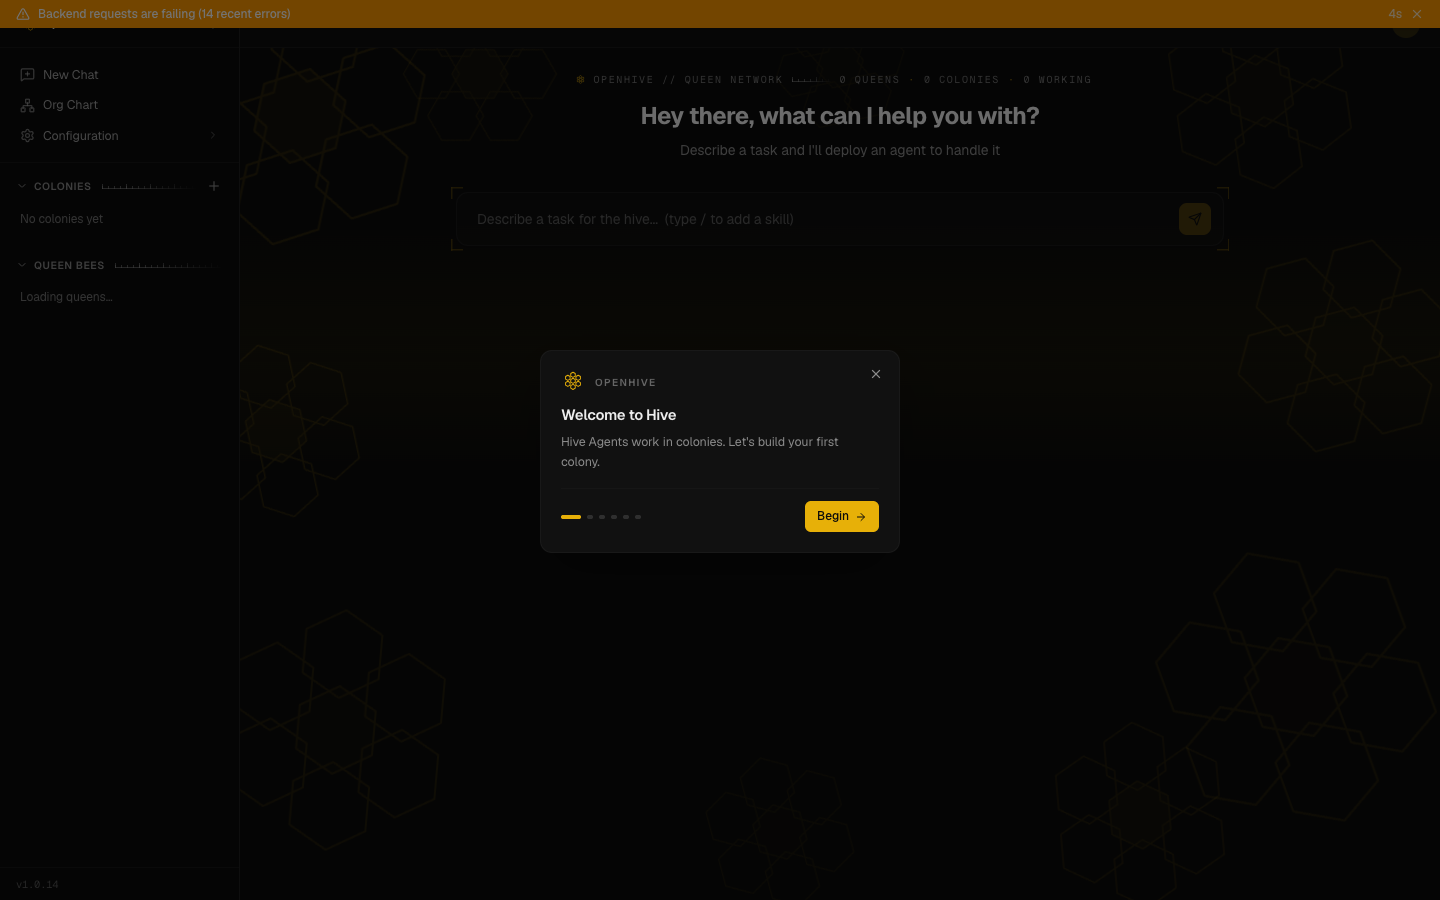 Backend requests are failing (14 recent errors)
4s
New Chat
Org Chart
Configuration
COLONIES
No colonies yet
QUEEN BEES
Loading queens...
v1.0.14
OPENHIVE // QUEEN NETWORK 0 QUEENS · 0 COLONIES · 0 WORKING
Hey there, what can I help you with?
Describe a task and I'll deploy an agent to handle it
Describe a task for the hive... (type / to add a skill)
OPENHIVE
Welcome to Hive
Hive Agents work in colonies. Let's build your first
colony.
Begin